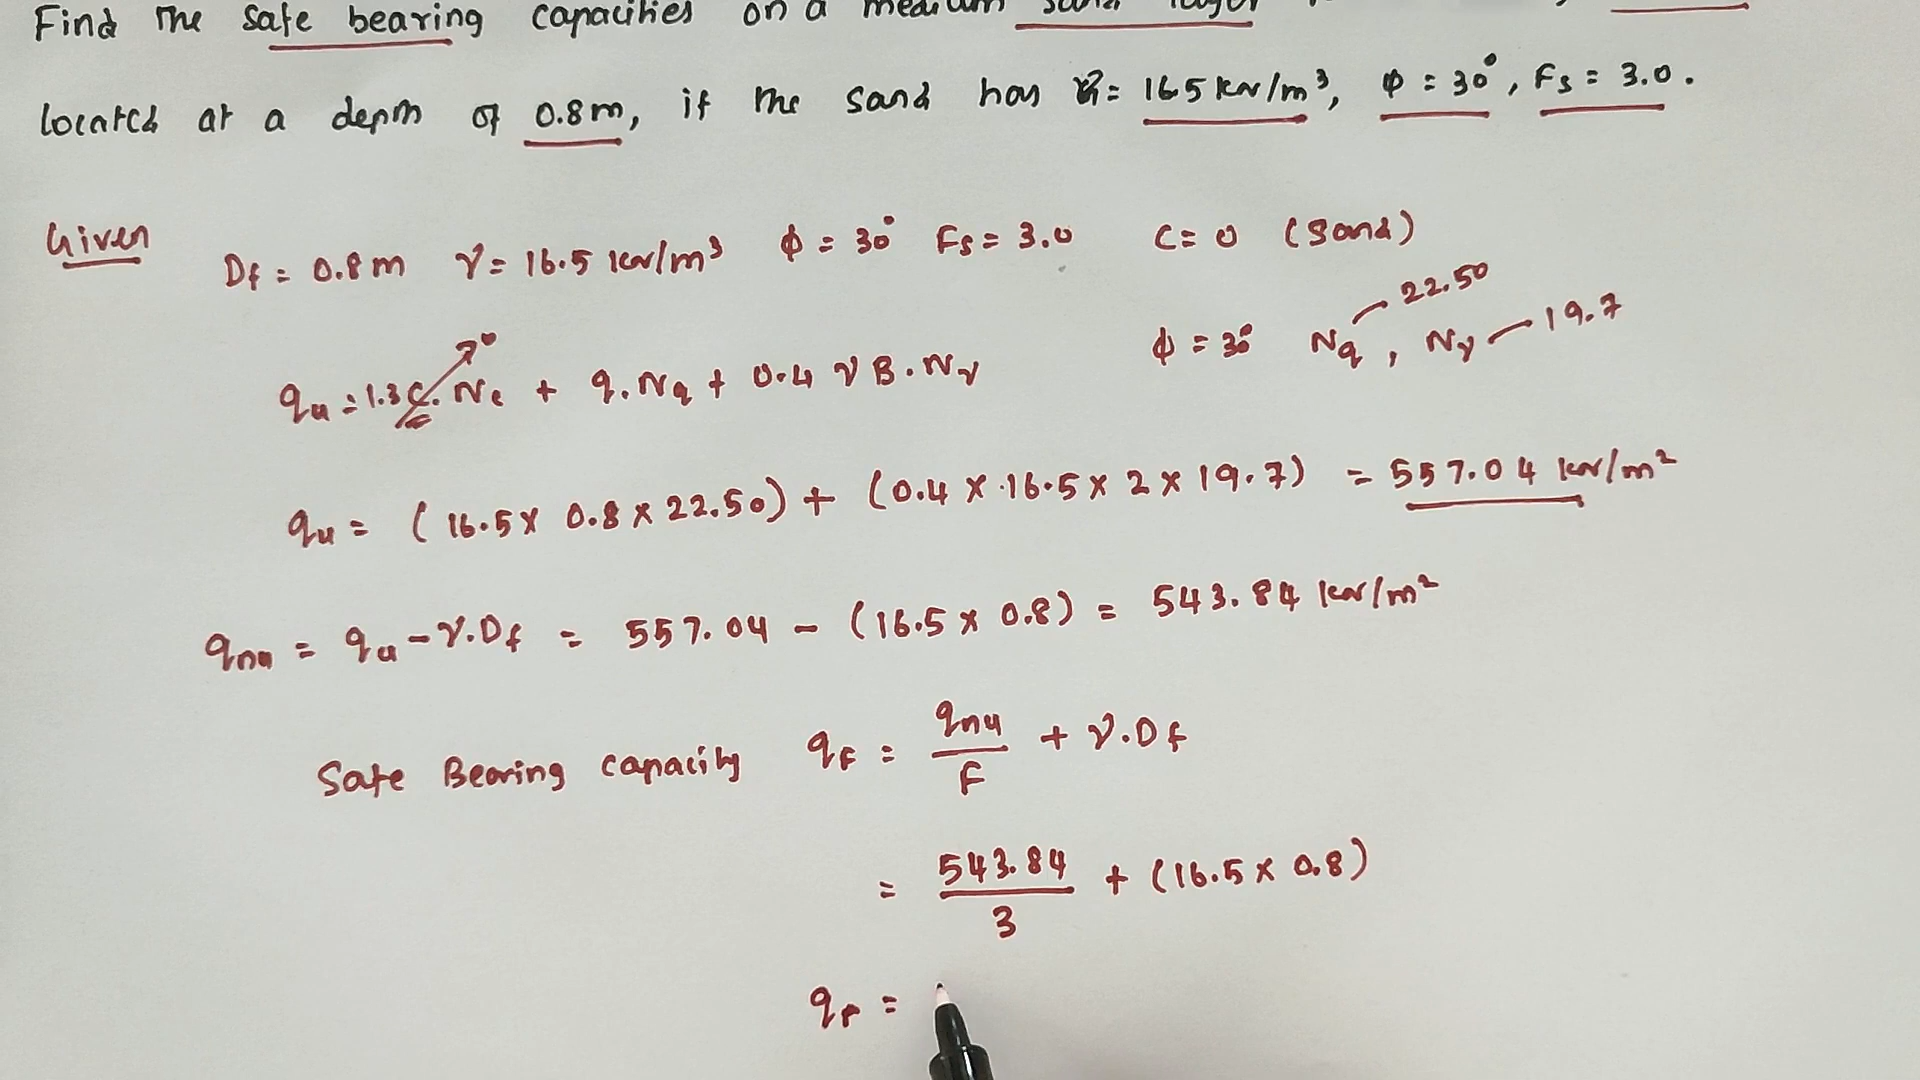 Find the safe bearing capacities on a medium sand layer
located at a depth of 0.8m, if the sand has γ = 16.5 kN/m³, φ = 30°, Fs = 3.0.
Given
Df = 0.8m γ = 16.5 kN/m³ φ = 30° Fs = 3.0 C = 0 (sand)
22.50
φ = 30° Nq, Nγ 19.7
0
qu = 1.3 C. Nc + q. Nq + 0.4 γ B. Nγ
qu = (16.5 × 0.8 × 22.50) + (0.4 × 16.5 × 2 × 19.7) = 557.04 kN/m²
qnu = qu - γ.Df = 557.04 - (16.5 × 0.8) = 543.84 kN/m²
Safe Bearing capacity qF = qnu / F + γ.Df
= 543.84 / 3 + (16.5 × 0.8)
qF =